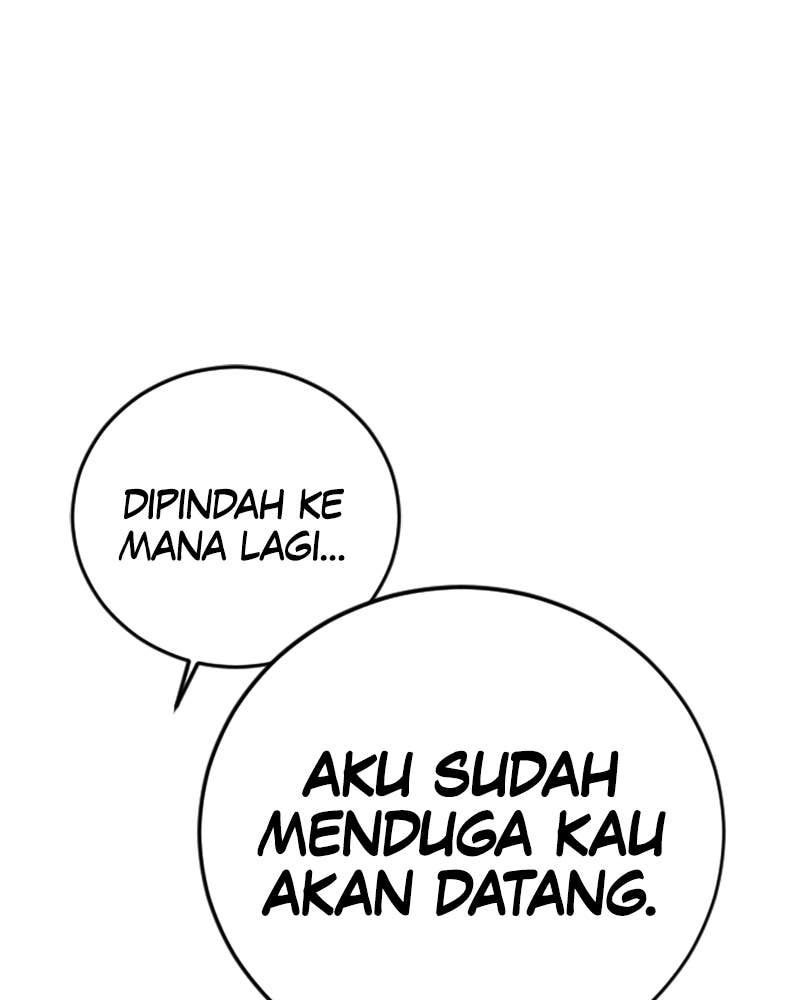 DIPINDAH KE
MANA LAGI...
AKU SUDAH
MENDUGA KAU
AKAN DATANG.